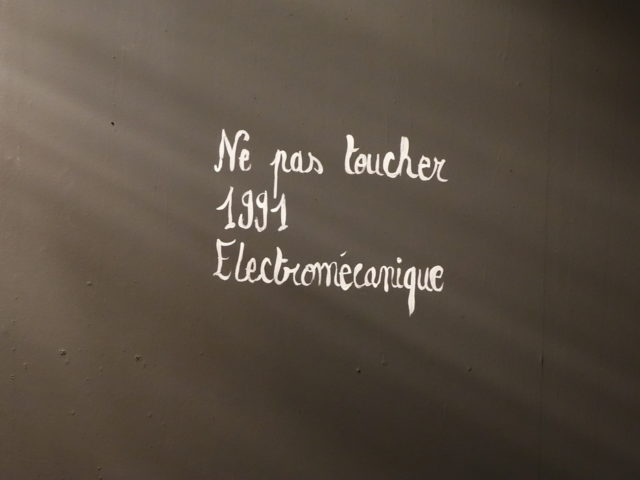 Ne pas toucher
1991
Electromécanique